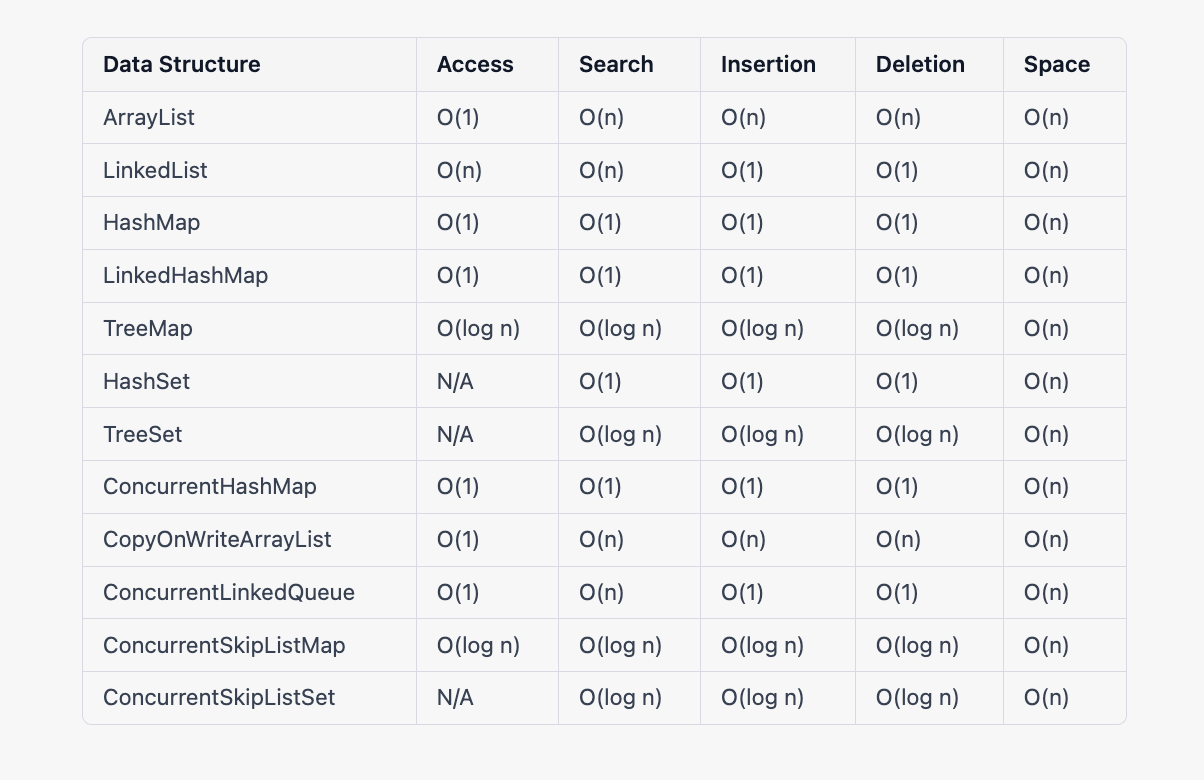 Data Structure Access Search Insertion Deletion Space
ArrayList O(1) O(n) O(n) O(n) O(n)
LinkedList O(n) O(n) O(1) O(1) O(n)
HashMap O(1) O(1) O(1) O(1) O(n)
LinkedHashMap O(1) O(1) O(1) O(1) O(n)
TreeMap O(log n) O(log n) O(log n) O(log n) O(n)
HashSet N/A O(1) O(1) O(1) O(n)
TreeSet N/A O(log n) O(log n) O(log n) O(n)
ConcurrentHashMap O(1) O(1) O(1) O(1) O(n)
CopyOnWriteArrayList O(1) O(n) O(n) O(n) O(n)
ConcurrentLinkedQueue O(1) O(n) O(1) O(1) O(n)
ConcurrentSkipListMap O(log n) O(log n) O(log n) O(log n) O(n)
ConcurrentSkipListSet N/A O(log n) O(log n) O(log n) O(n)